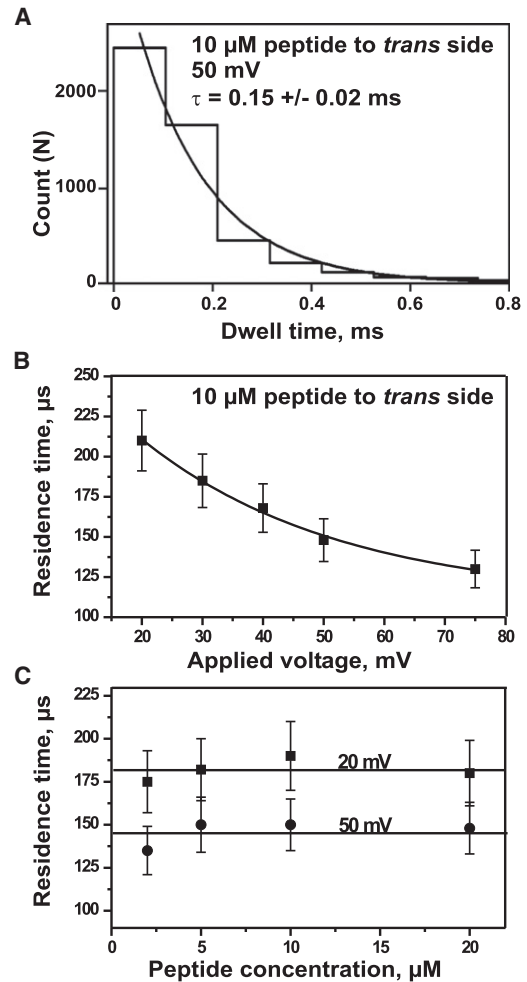 A
10 µM peptide to trans side
50 mV
τ = 0.15 +/- 0.02 ms
Count (N)
2000
1000
0
0 0.2 0.4 0.6 0.8
Dwell time, ms
B
10 µM peptide to trans side
Residence time, µs
250
225
200
175
150
125
100
20 30 40 50 60 70 80
Applied voltage, mV
C
Residence time, µs
225
200
175
150
125
100
20 mV
50 mV
0 5 10 15 20
Peptide concentration, µM